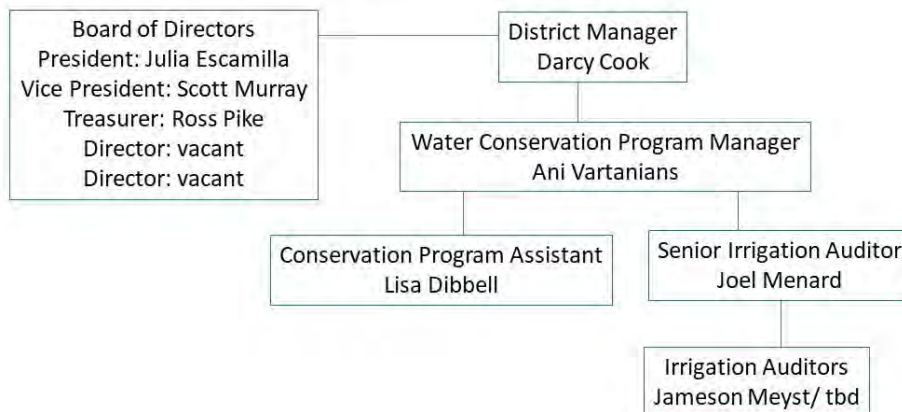 Board of Directors
President: Julia Escamilla
Vice President: Scott Murray
Treasurer: Ross Pike
Director: vacant
Director: vacant
District Manager
Darcy Cook
Water Conservation Program Manager
Ani Vartanians
Conservation Program Assistant
Lisa Dibbell
Senior Irrigation Auditor
Joel Menard
Irrigation Auditors
Jameson Meyst/ tbd